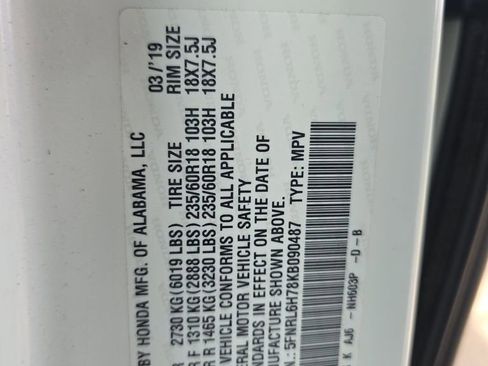 BY HONDA MFG. OF ALABAMA, LLC 03/'19
R 2730 KG (6019 LBS) TIRE SIZE RIM SIZE
R F 1310 KG (2888 LBS) 235/60R18 103H 18X7.5J
R R 1465 KG (3230 LBS) 235/60R18 103H 18X7.5J
VEHICLE CONFORMS TO ALL APPLICABLE
ERAL MOTOR VEHICLE SAFETY
ANDARDS IN EFFECT ON THE DATE OF
NUFACTURE SHOWN ABOVE.
5FNRL6H78KB090487 TYPE: MPV
K AJ6 - NH603P -D -B